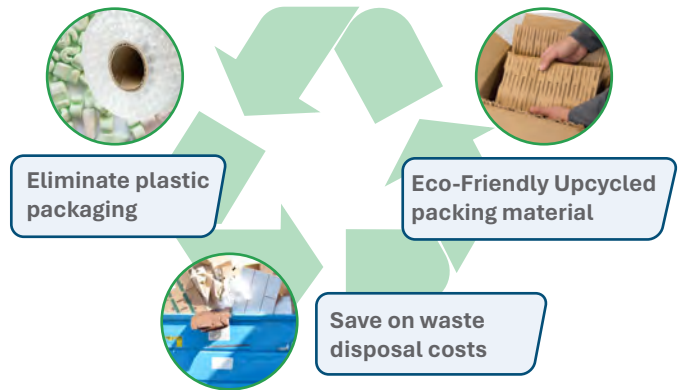 Eliminate plastic
packaging
Eco-Friendly Upcycled
packing material
Save on waste
disposal costs